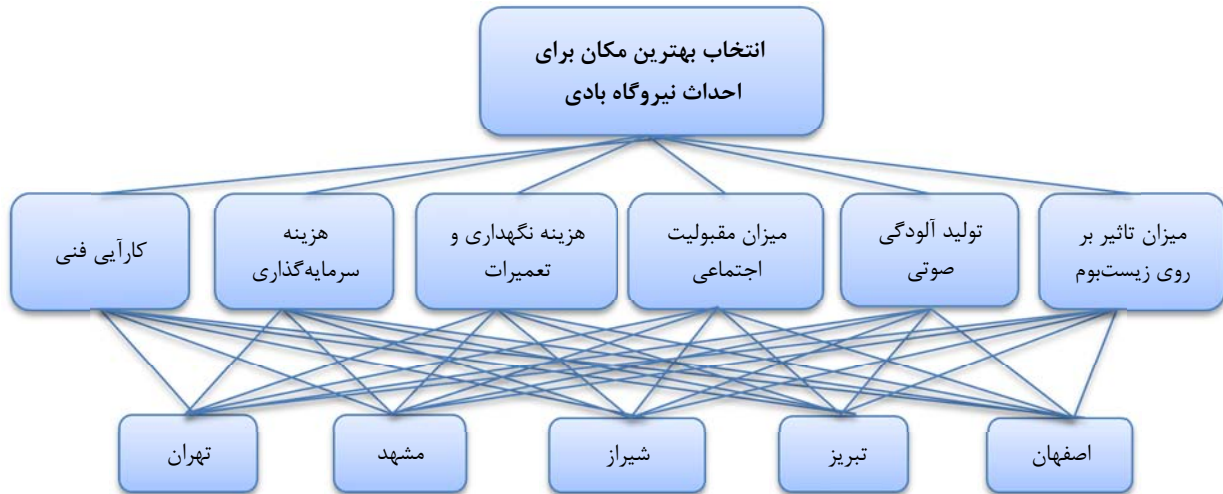 انتخاب بهترین مکان برای
احداث نیروگاه بادی
میزان تاثیر بر
روی زیست‌بوم
تولید آلودگی
صوتی
میزان مقبولیت
اجتماعی
هزینه نگهداری و
تعمیرات
هزینه
سرمایه‌گذاری
کارآیی فنی
اصفهان
تبریز
شیراز
مشهد
تهران